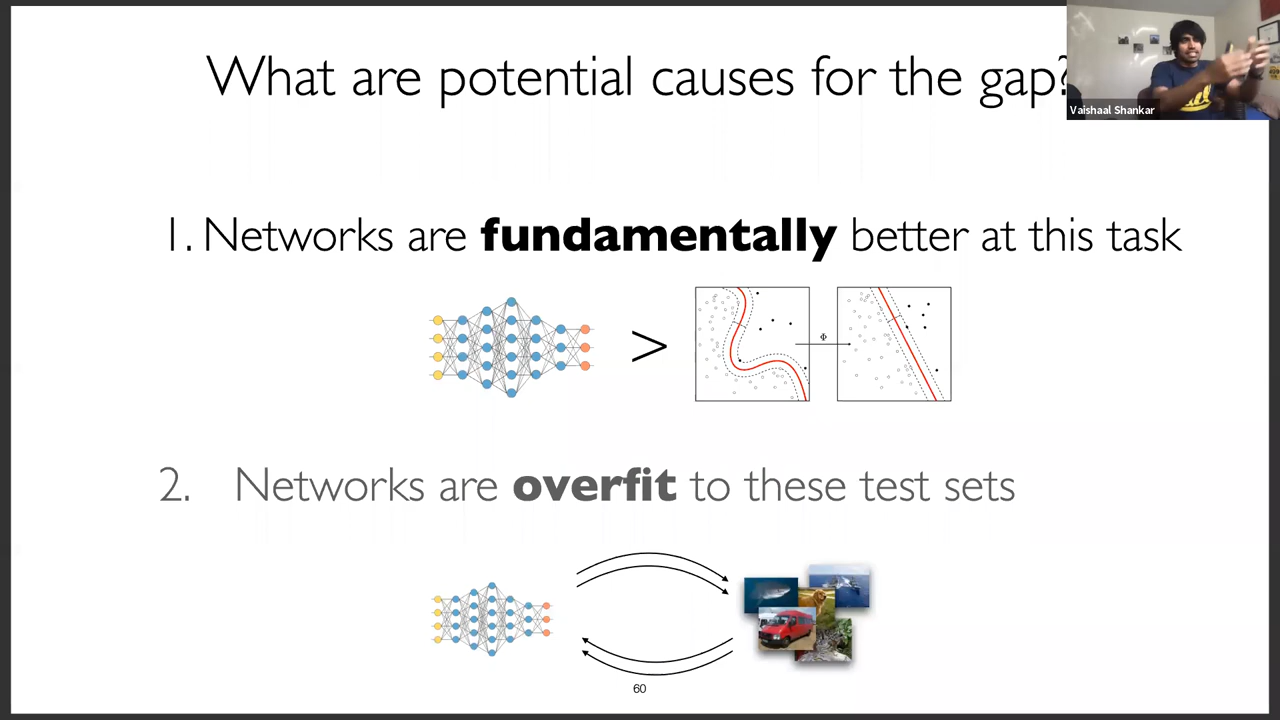 What are potential causes for the gap?
Vaishaal Shankar
1. Networks are fundamentally better at this task
>
Φ
2. Networks are overfit to these test sets
60